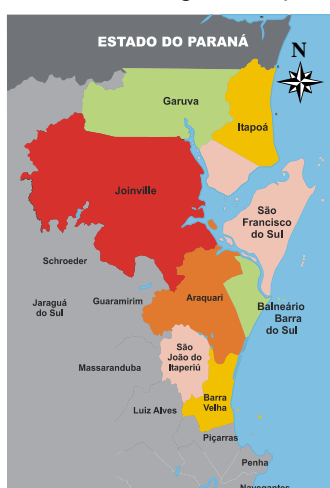 ESTADO DO PARANÁ
N
Garuva
Itapoá
Joinville
São
Francisco
do Sul
Schroeder
Jaraguá
do Sul
Guaramirim
Araquari
Balneário
Barra
do Sul
São
João do
Itaperiú
Massaranduba
Barra
Velha
Luiz Alves
Piçarras
Penha
Navegantes